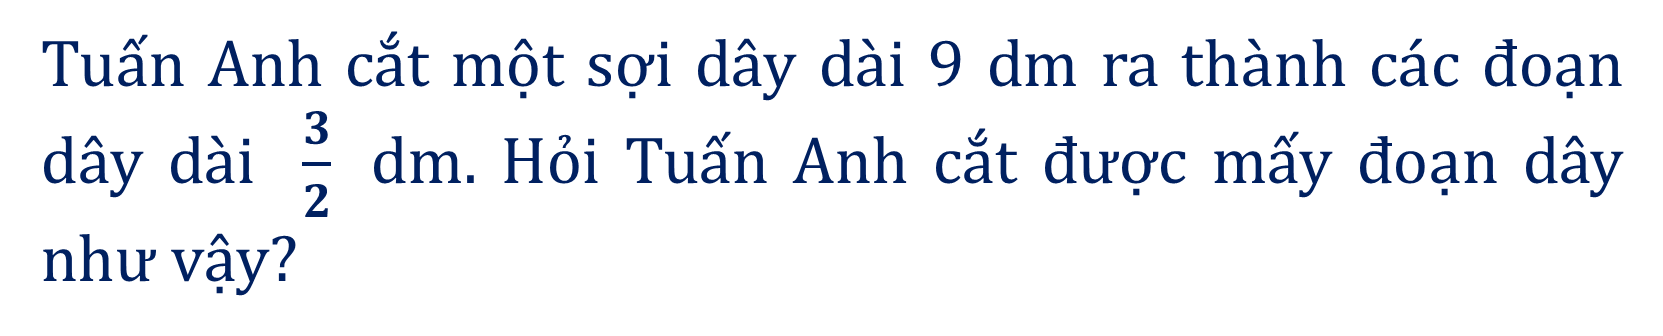 Tuấn Anh cắt một sợi dây dài 9 dm ra thành các đoạn
dây dài 3/2 dm. Hỏi Tuấn Anh cắt được mấy đoạn dây
như vậy?